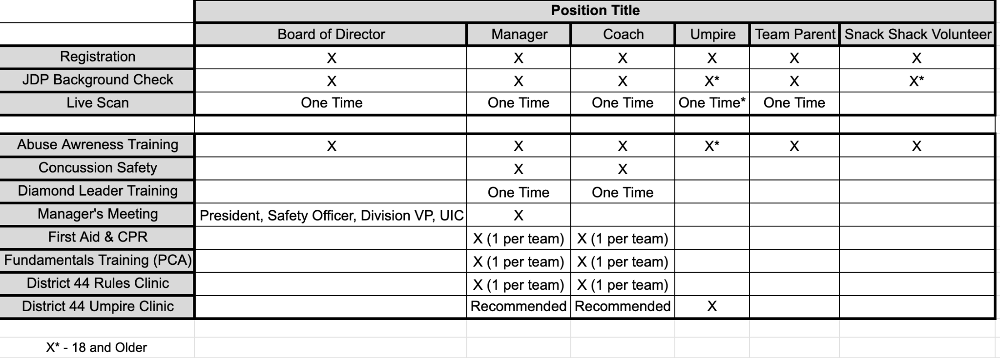 Position Title
Board of Director Manager Coach Umpire Team Parent Snack Shack Volunteer
Registration X X X X X X
JDP Background Check X X X X* X X*
Live Scan One Time One Time One Time One Time* One Time
Abuse Awreness Training X X X X* X X
Concussion Safety X X
Diamond Leader Training One Time One Time
Manager's Meeting President, Safety Officer, Division VP, UIC X
First Aid & CPR X (1 per team) X (1 per team)
Fundamentals Training (PCA) X (1 per team) X (1 per team)
District 44 Rules Clinic X (1 per team) X (1 per team)
District 44 Umpire Clinic Recommended Recommended X
X* - 18 and Older